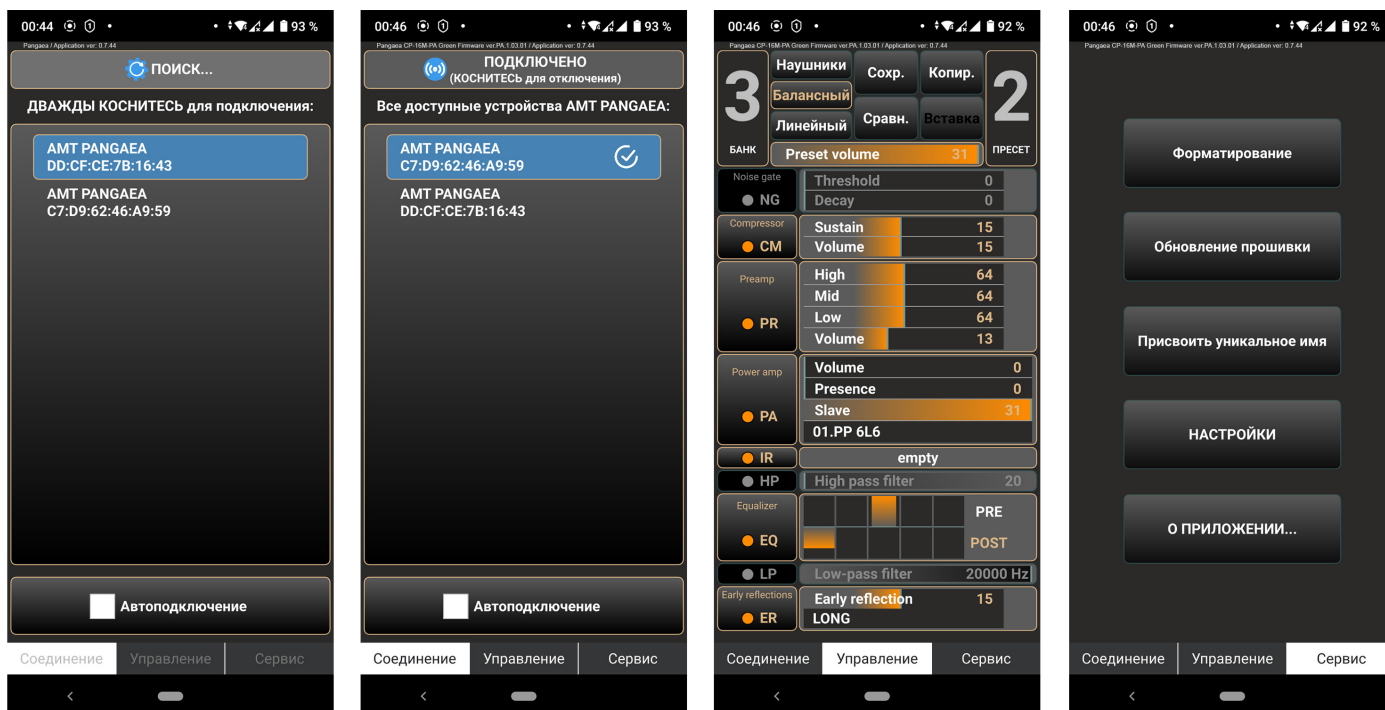 00:44
93 %
Pangaea / Application ver: 0.7.44
ПОИСК...
ДВАЖДЫ КОСНИТЕСЬ для подключения:
AMT PANGAEA
DD:CF:CE:7B:16:43
AMT PANGAEA
C7:D9:62:46:A9:59
Автоподключение
Соединение Управление Сервис
00:46
93 %
Pangaea CP-16M-PA Green Firmware ver.PA.1.03.01 / Application ver: 0.7.44
ПОДКЛЮЧЕНО
(КОСНИТЕСЬ для отключения)
Все доступные устройства AMT PANGAEA:
AMT PANGAEA
C7:D9:62:46:A9:59
AMT PANGAEA
DD:CF:CE:7B:16:43
Автоподключение
Соединение Управление Сервис
00:46
92 %
Pangaea CP-16M-PA Green Firmware ver.PA.1.03.01 / Application ver: 0.7.44
3
БАНК
Наушники
Балансный
Линейный
Сохр.
Копир.
Сравн.
Вставка
2
ПРЕСЕТ
Preset volume 31
Noise gate
NG
Threshold 0
Decay 0
Compressor
CM
Sustain 15
Volume 15
Preamp
PR
High 64
Mid 64
Low 64
Volume 13
Power amp
PA
Volume 0
Presence 0
Slave 31
01.PP 6L6
IR
empty
HP
High pass filter 20
Equalizer
EQ
PRE
POST
LP
Low-pass filter 20000 Hz
Early reflections
ER
Early reflection 15
LONG
Соединение Управление Сервис
00:46
92 %
Pangaea CP-16M-PA Green Firmware ver.PA.1.03.01 / Application ver: 0.7.44
Форматирование
Обновление прошивки
Присвоить уникальное имя
НАСТРОЙКИ
О ПРИЛОЖЕНИИ...
Соединение Управление Сервис